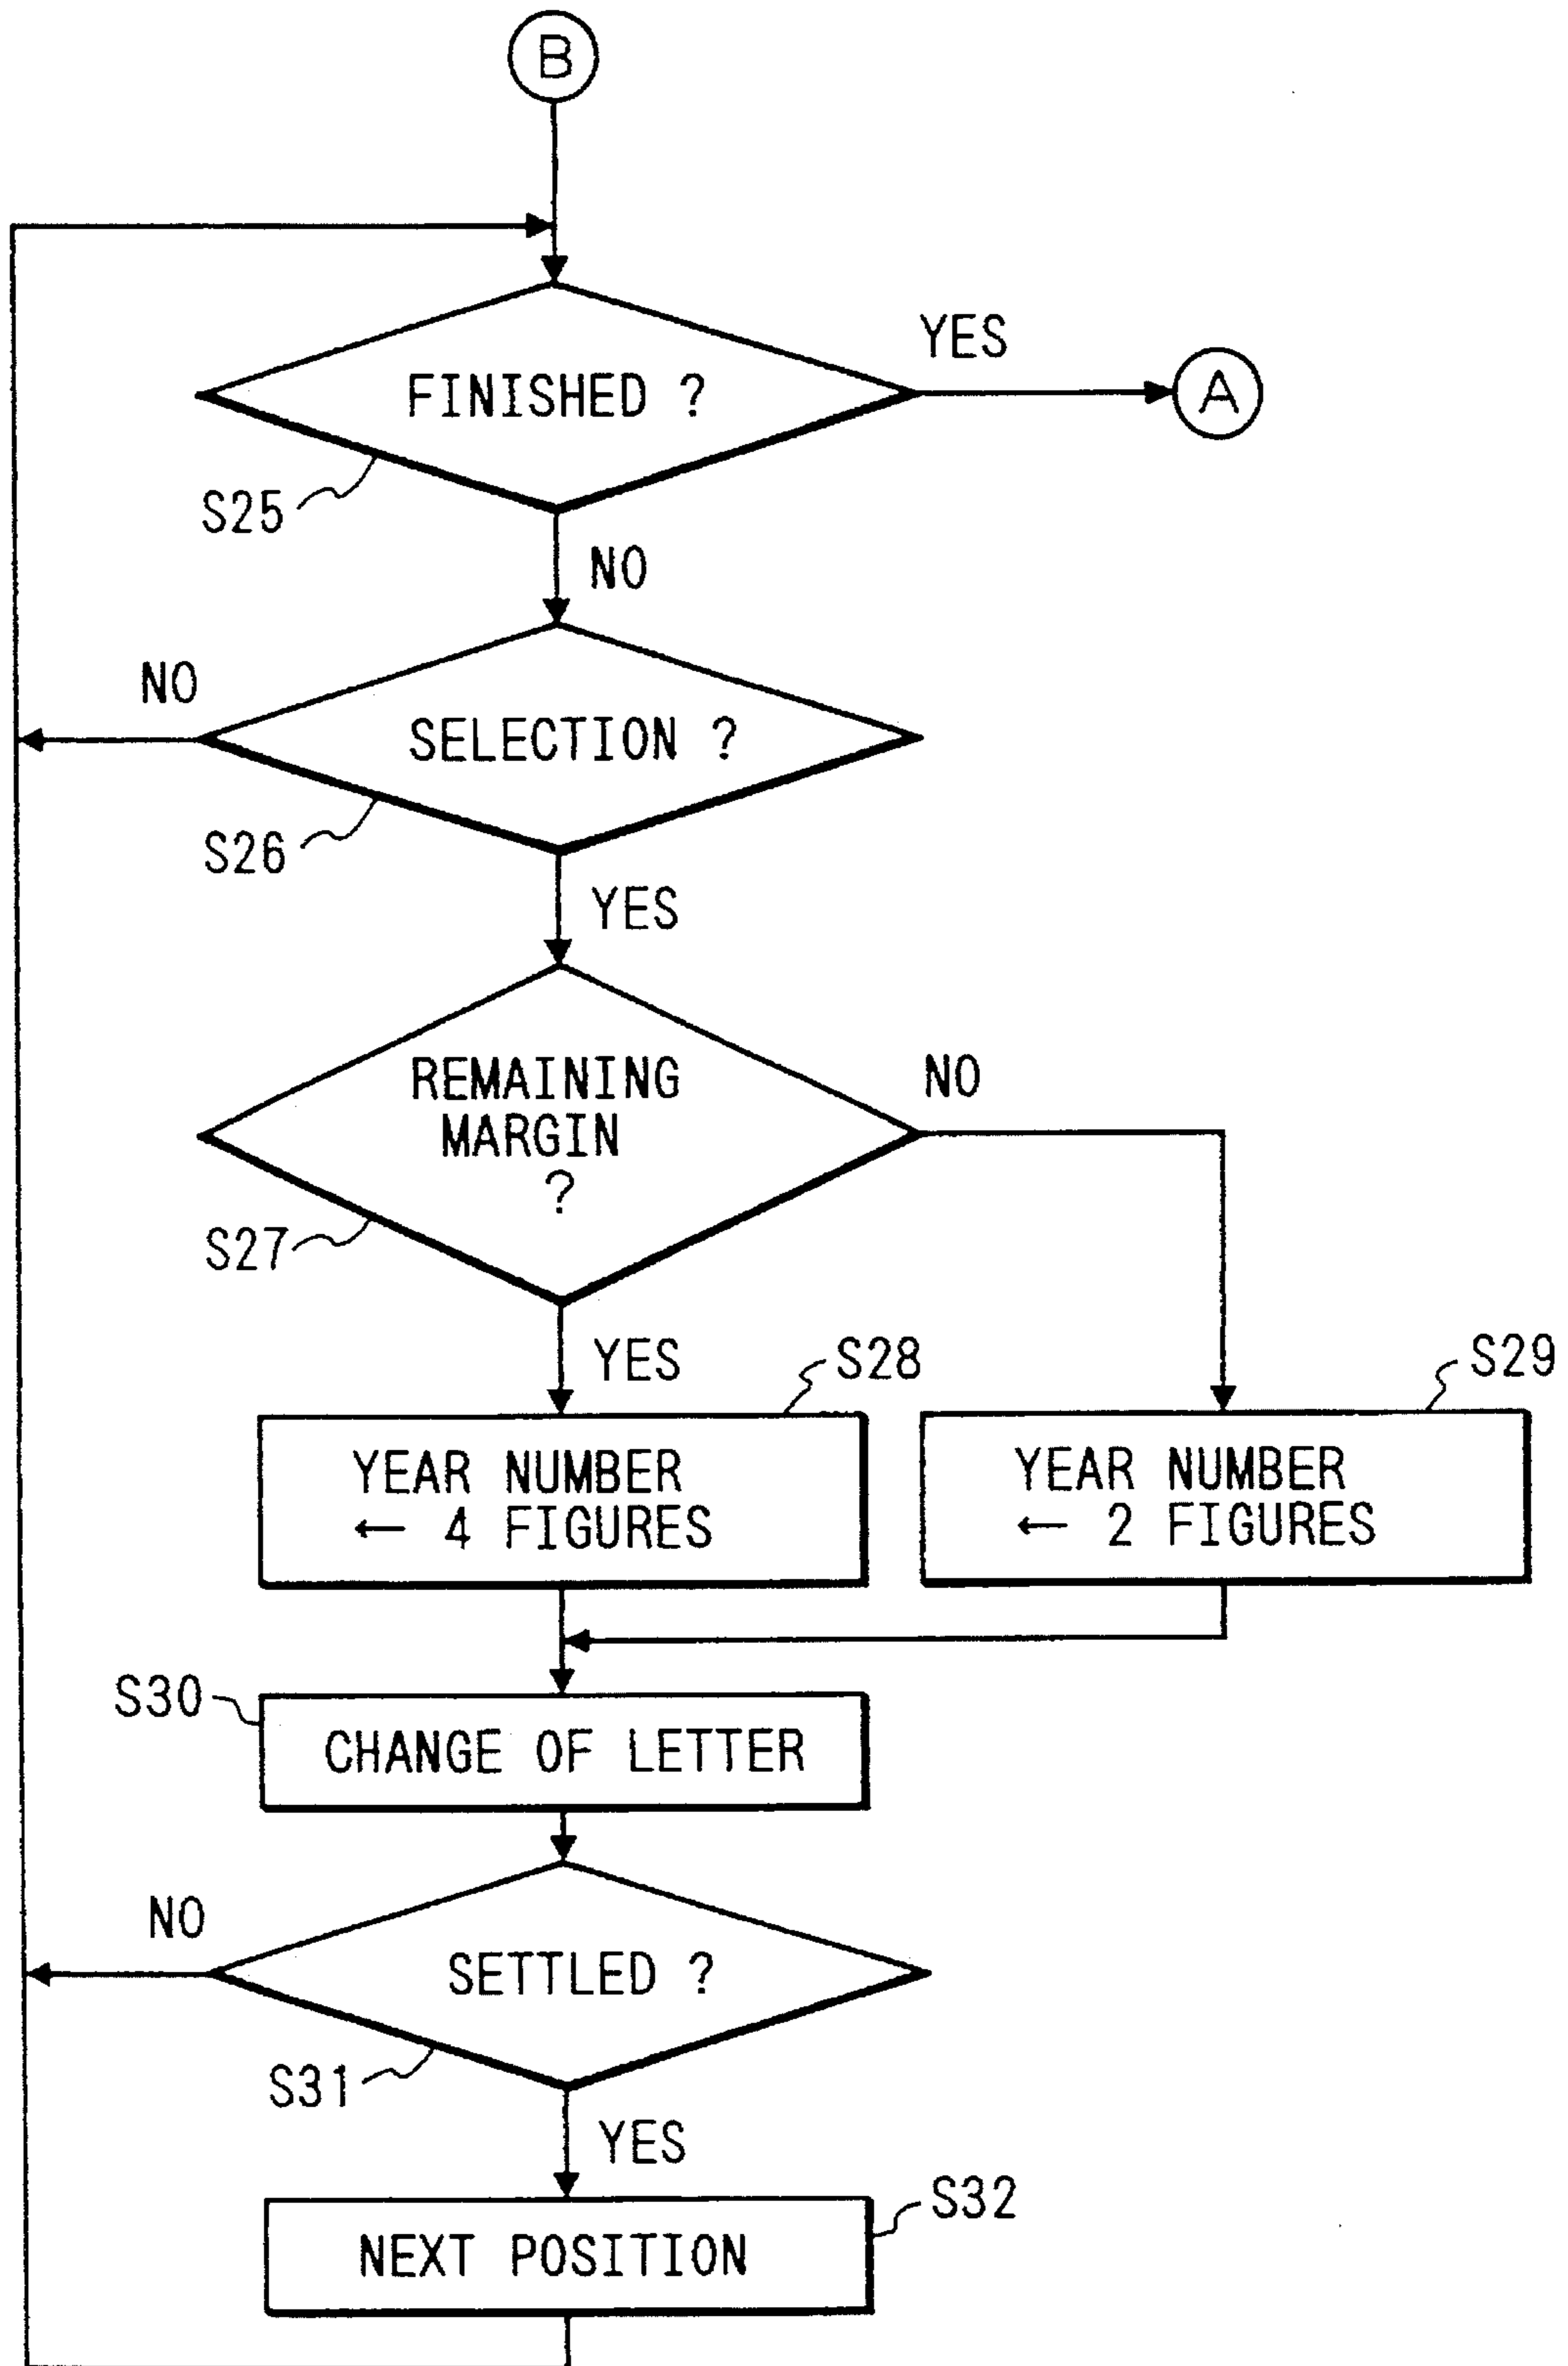 B
YES
FINISHED ?
A
S25
NO
NO
SELECTION ?
S26
YES
REMAINING
MARGIN
?
NO
S27
YES
S28
S29
YEAR NUMBER
← 4 FIGURES
YEAR NUMBER
← 2 FIGURES
S30
CHANGE OF LETTER
NO
SETTLED ?
S31
YES
S32
NEXT POSITION